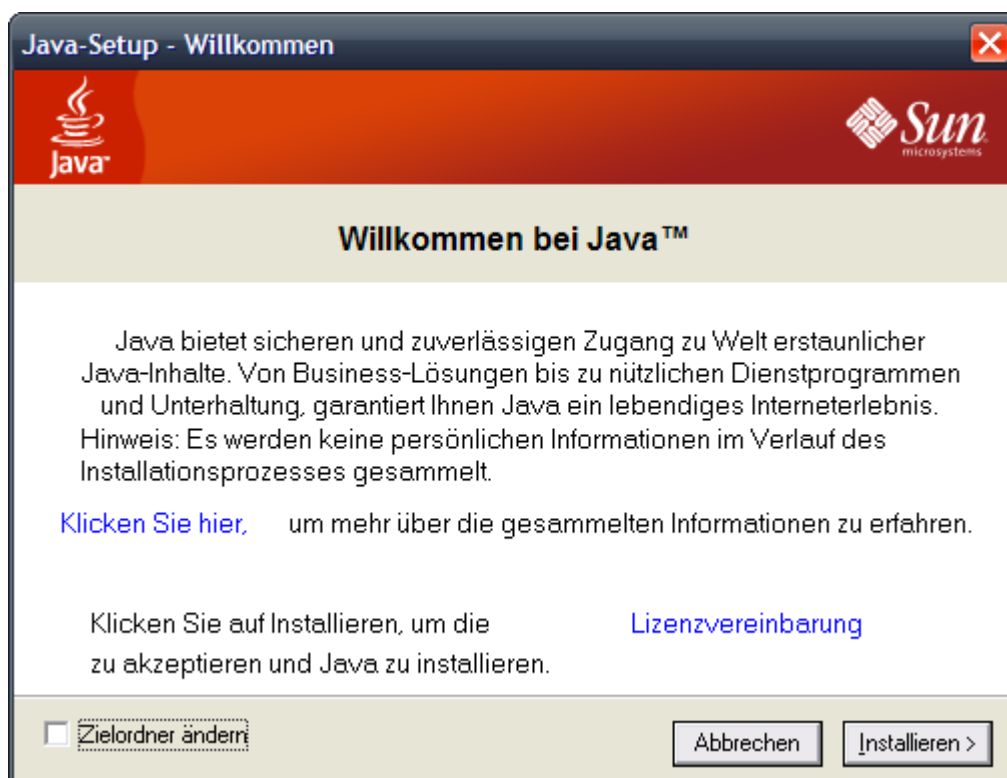 Java-Setup - Willkommen
Java™
Sun
microsystems
Willkommen bei Java™
Java bietet sicheren und zuverlässigen Zugang zu Welt erstaunlicher
Java-Inhalte. Von Business-Lösungen bis zu nützlichen Dienstprogrammen
und Unterhaltung, garantiert Ihnen Java ein lebendiges Interneterlebnis.
Hinweis: Es werden keine persönlichen Informationen im Verlauf des
Installationsprozesses gesammelt.
Klicken Sie hier, um mehr über die gesammelten Informationen zu erfahren.
Klicken Sie auf Installieren, um die Lizenzvereinbarung
zu akzeptieren und Java zu installieren.
Zielordner ändern
Abbrechen
Installieren >